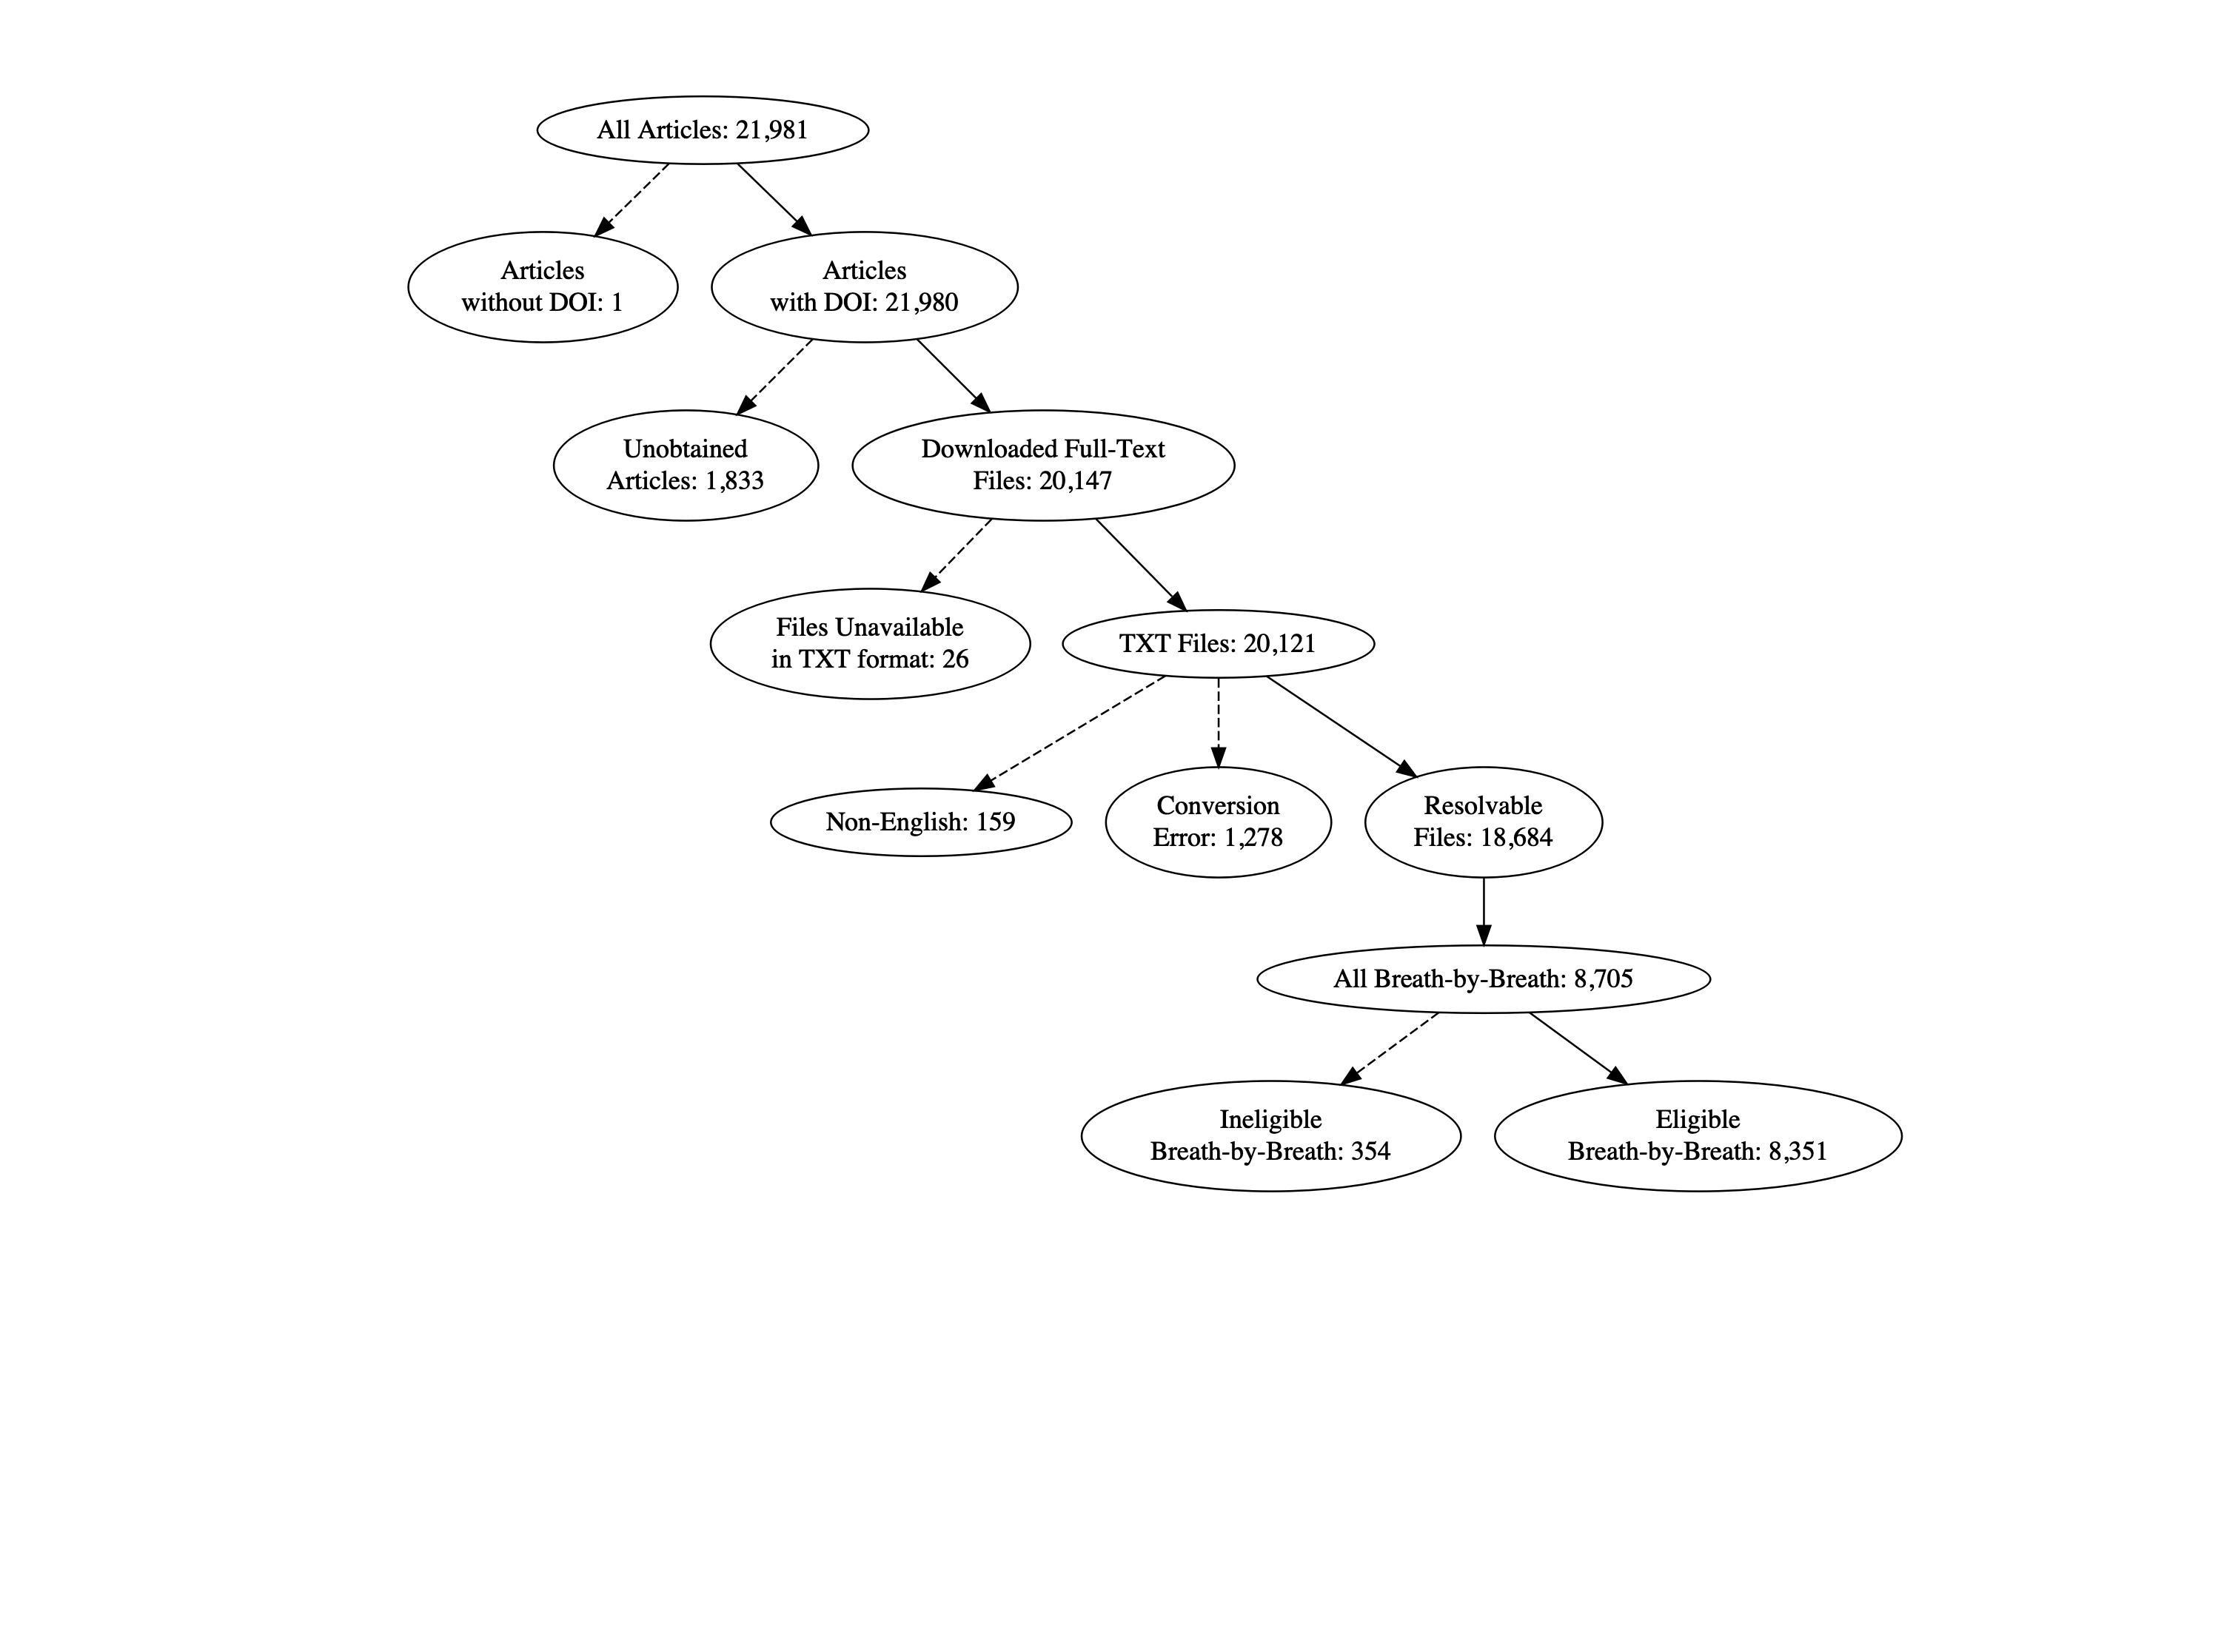 All Articles: 21,981
Articles
without DOI: 1
Articles
with DOI: 21,980
Unobtained
Articles: 1,833
Downloaded Full-Text
Files: 20,147
Files Unavailable
in TXT format: 26
TXT Files: 20,121
Non-English: 159
Conversion
Error: 1,278
Resolvable
Files: 18,684
All Breath-by-Breath: 8,705
Ineligible
Breath-by-Breath: 354
Eligible
Breath-by-Breath: 8,351